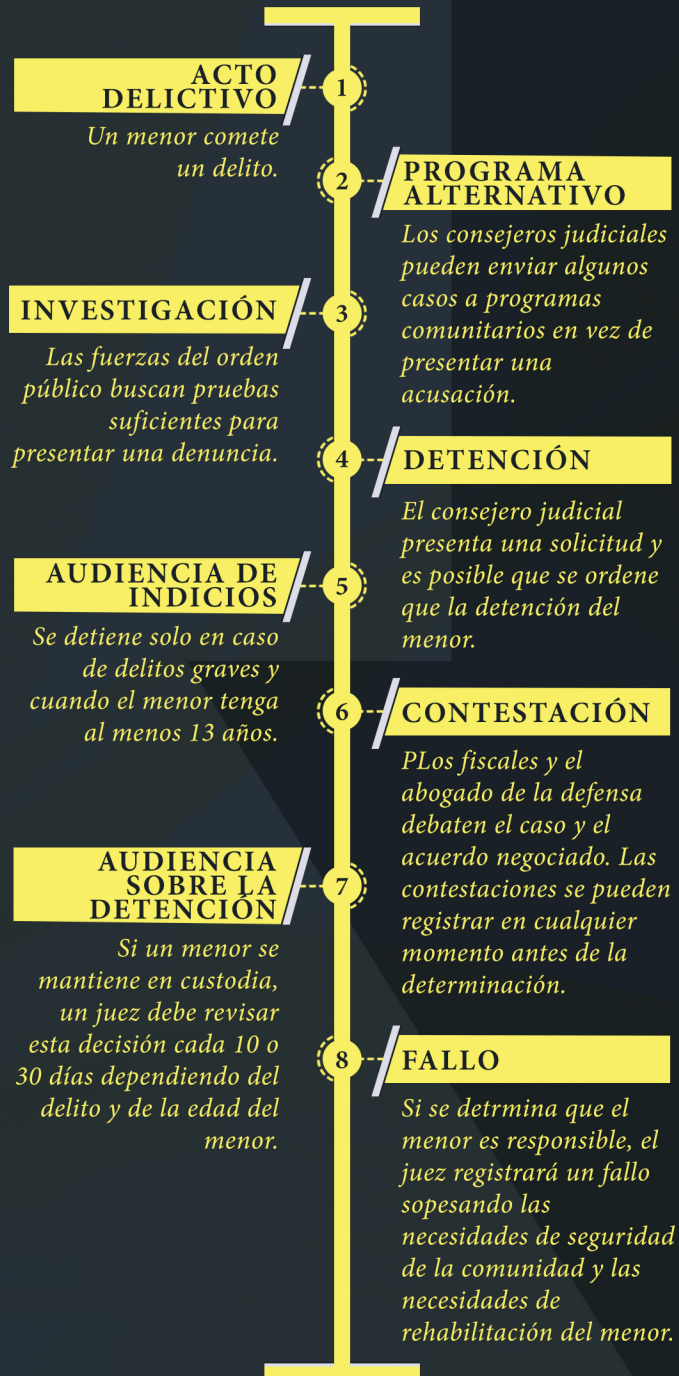 ACTO
DELICTIVO
1
Un menor comete
un delito.
2
PROGRAMA
ALTERNATIVO
Los consejeros judiciales
pueden enviar algunos
casos a programas
comunitarios en vez de
presentar una
acusación.
INVESTIGACIÓN
3
Las fuerzas del orden
público buscan pruebas
suficientes para
presentar una denuncia.
4
DETENCIÓN
El consejero judicial
presenta una solicitud y
es posible que se ordene
que la detención del
menor.
AUDIENCIA DE
INDICIOS
5
Se detiene solo en caso
de delitos graves y
cuando el menor tenga
al menos 13 años.
6
CONTESTACIÓN
PLos fiscales y el
abogado de la defensa
debaten el caso y el
acuerdo negociado. Las
contestaciones se pueden
registrar en cualquier
momento antes de la
determinación.
AUDIENCIA
SOBRE LA
DETENCIÓN
7
Si un menor se
mantiene en custodia,
un juez debe revisar
esta decisión cada 10 o
30 días dependiendo del
delito y de la edad del
menor.
8
FALLO
Si se detrmina que el
menor es responsible, el
juez registrará un fallo
sopesando las
necesidades de seguridad
de la comunidad y las
necesidades de
rehabilitación del menor.